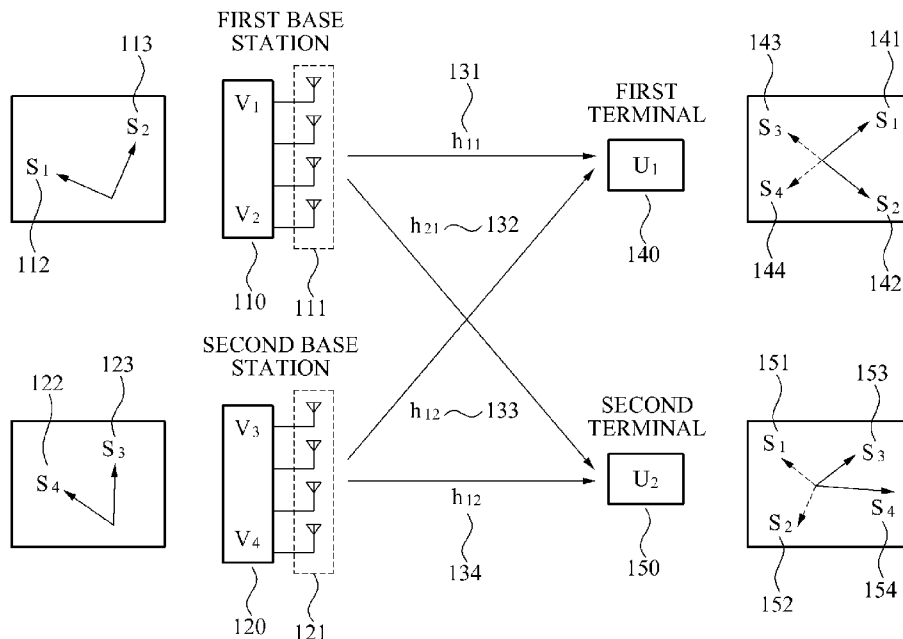 FIRST BASE
STATION
113
131
143
141
FIRST
TERMINAL
V1
S2
S3
S1
h11
S1
U1
V2
S4
S2
h21
132
112
110
111
140
144
142
SECOND BASE
STATION
122
123
151
153
SECOND
TERMINAL
h12
133
V3
S3
S1
S3
S4
U2
h12
S4
S2
V4
134
150
120
121
152
154